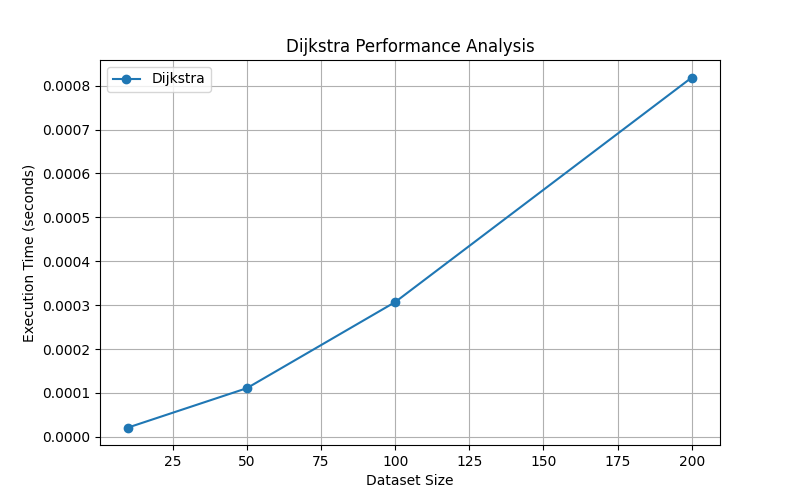 Dijkstra Performance Analysis
Dijkstra
Execution Time (seconds)
0.0008
0.0007
0.0006
0.0005
0.0004
0.0003
0.0002
0.0001
0.0000
25 50 75 100 125 150 175 200
Dataset Size